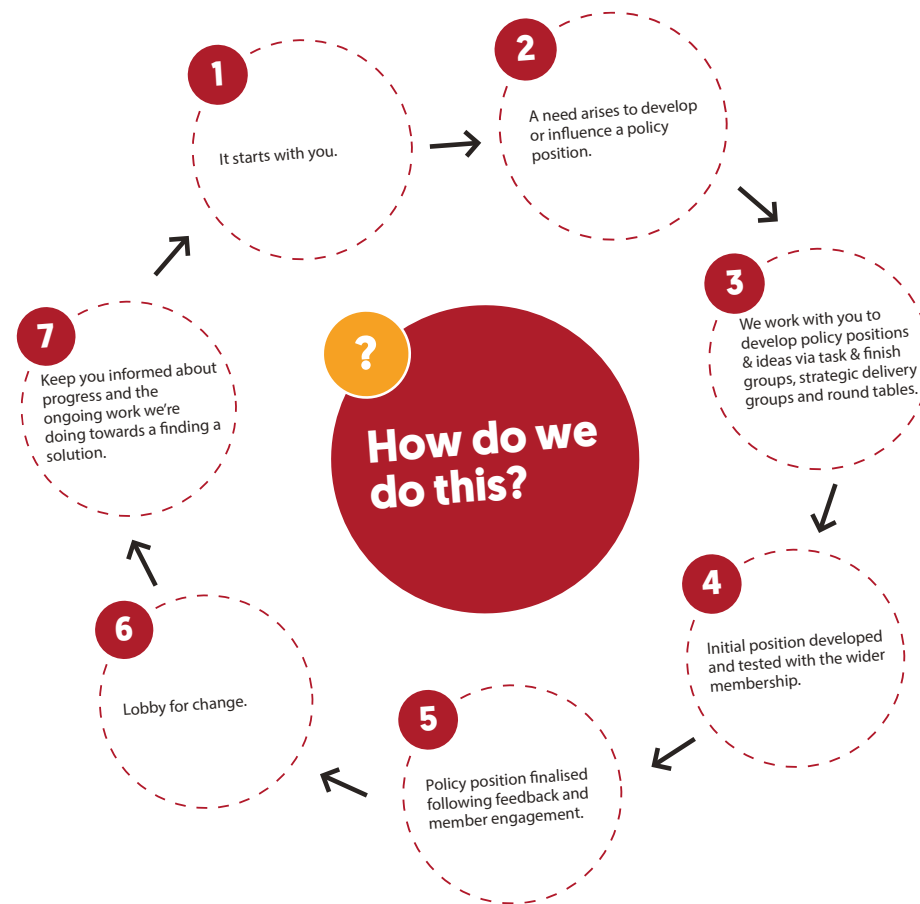 1
It starts with you.
2
A need arises to develop
or influence a policy
position.
3
We work with you to
develop policy positions
& ideas via task & finish
groups, strategic delivery
groups and round tables.
4
Initial position developed
and tested with the wider
membership.
5
Policy position finalised
following feedback and
member engagement.
6
Lobby for change.
7
Keep you informed about
progress and the
ongoing work we're
doing towards a finding a
solution.
?
How do we
do this?